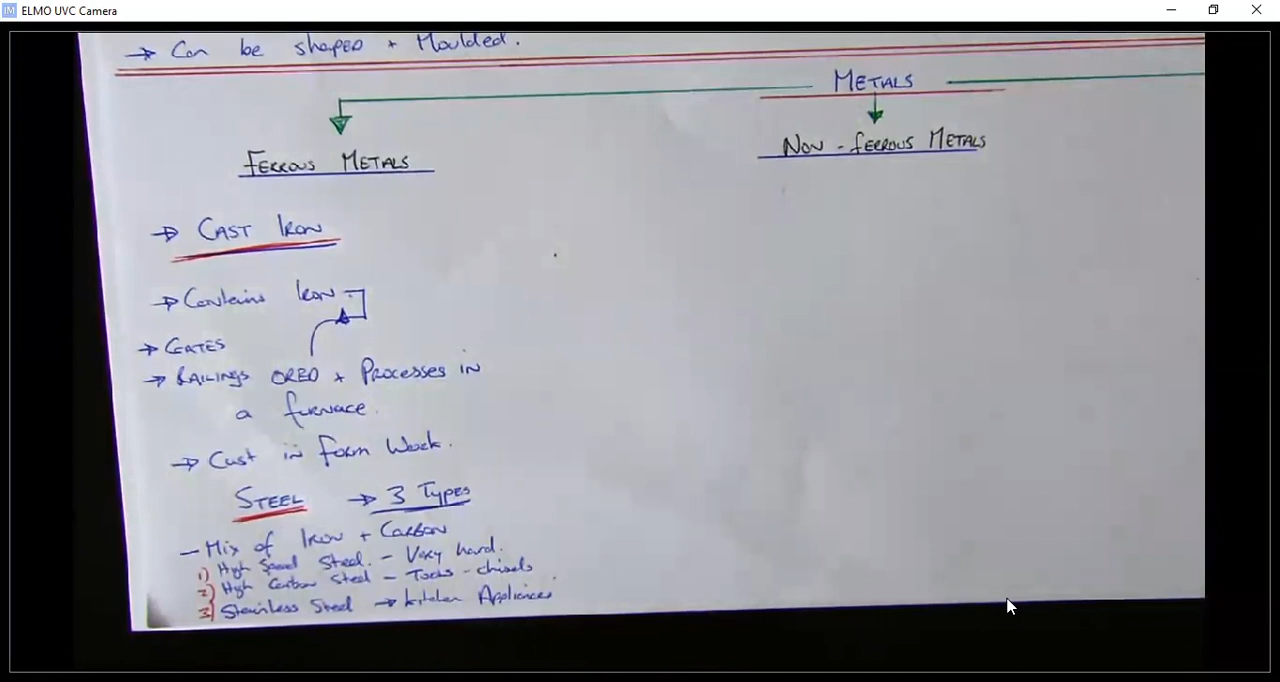 ELMO UVC Camera
→ Can be shaped + Moulded.
METALS
FERROUS METALS
NON - FERROUS METALS
→ CAST IRON
→ Contains Iron
→ GATES
→ RAILINGS ORED + Processes in
a furnace.
→ Cast in form Work.
STEEL → 3 Types
- Mix of Iron + Carbon
1) High Speed Steel. - Very hard.
2) High Carbon Steel - Tools - chisels
3) Stainless Steel → kitchen Appliances